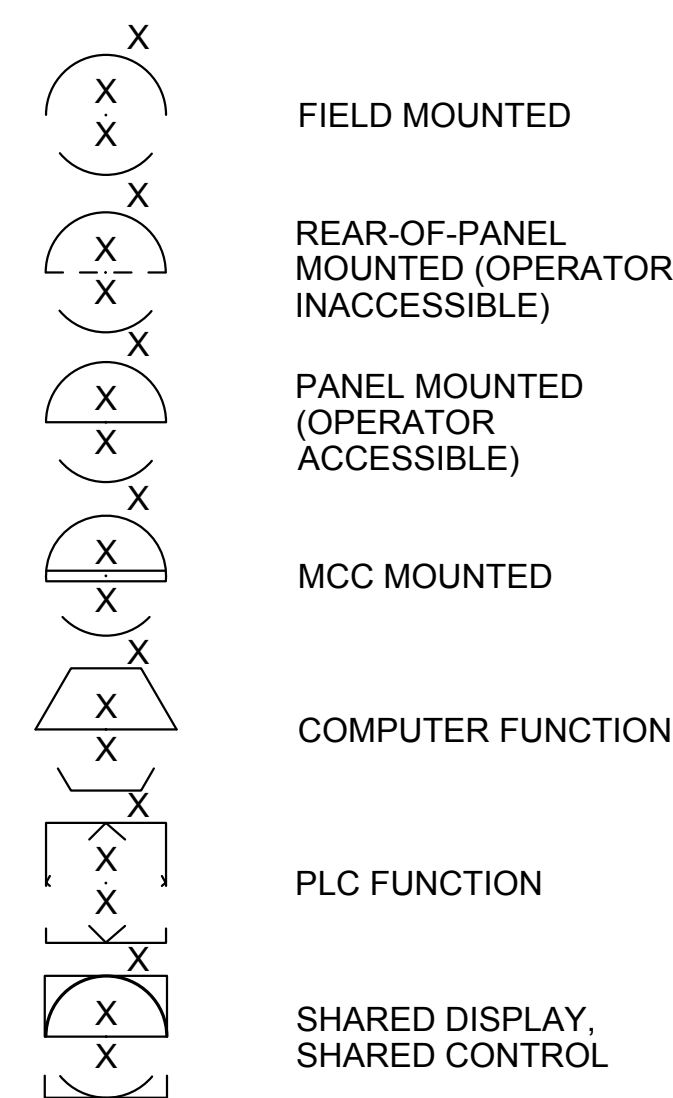 X
X
X
FIELD MOUNTED
X
X
X
REAR-OF-PANEL
MOUNTED (OPERATOR
INACCESSIBLE)
X
X
X
PANEL MOUNTED
(OPERATOR
ACCESSIBLE)
X
X
X
MCC MOUNTED
X
X
X
COMPUTER FUNCTION
X
X
X
PLC FUNCTION
X
X
X
SHARED DISPLAY,
SHARED CONTROL